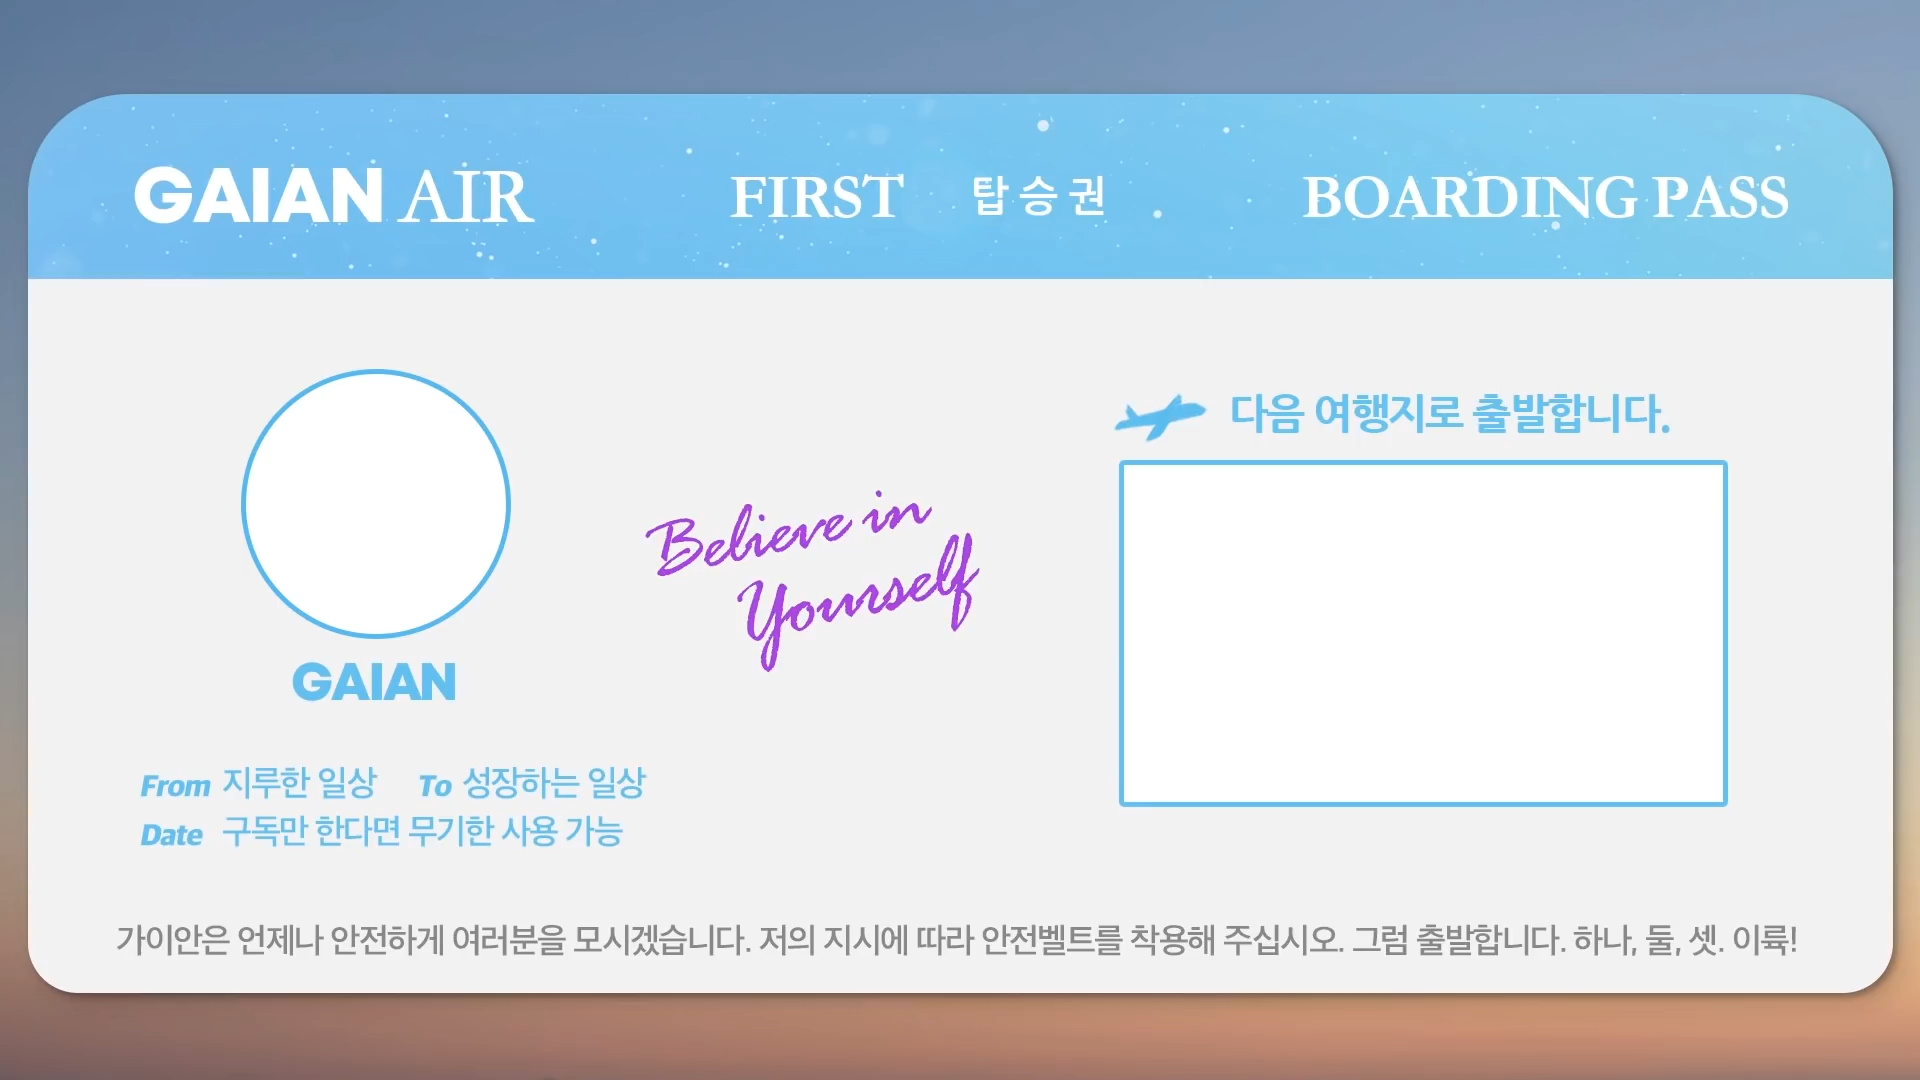 GAIAN AIR FIRST 탑승권 BOARDING PASS
다음 여행지로 출발합니다.
Believe in
Yourself
GAIAN
From 지루한 일상 To 성장하는 일상
Date 구독만 한다면 무기한 사용 가능
가이안은 언제나 안전하게 여러분을 모시겠습니다. 저의 지시에 따라 안전벨트를 착용해 주십시오. 그럼 출발합니다. 하나, 둘, 셋. 이륙!